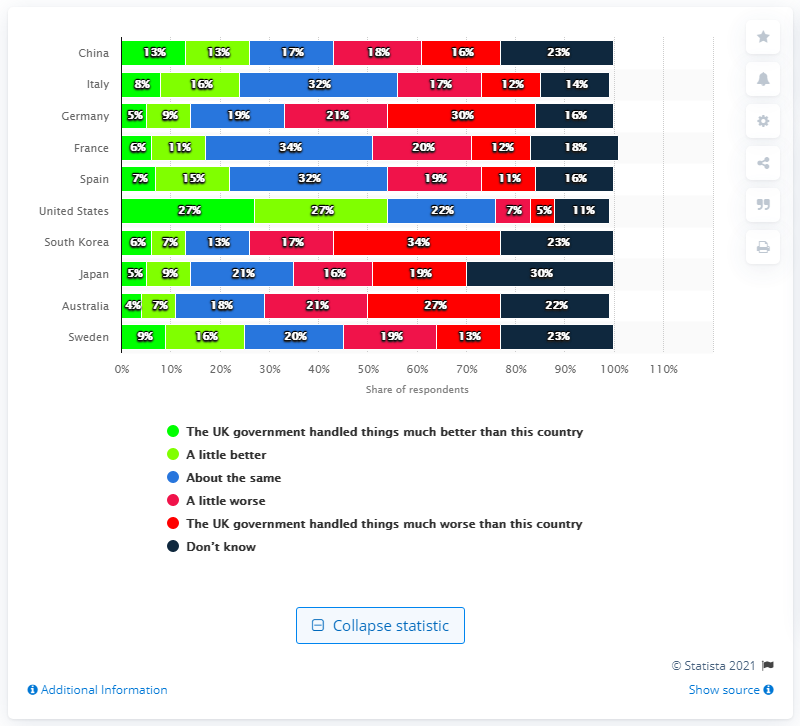 China 13% 13% 17% 18% 16% 23%
Italy 8% 16% 32% 17% 12% 14%
Germany 5% 9% 19% 21% 30% 16%
France 6% 11% 34% 20% 12% 18%
Spain 7% 15% 32% 19% 11% 16%
United States 27% 27% 22% 7% 5% 11%
South Korea 6% 7% 13% 17% 34% 23%
Japan 5% 9% 21% 16% 19% 30%
Australia 4% 7% 18% 21% 27% 22%
Sweden 9% 16% 20% 19% 13% 23%
0% 10% 20% 30% 40% 50% 60% 70% 80% 90% 100% 110%
Share of respondents
The UK government handled things much better than this country
A little better
About the same
A little worse
The UK government handled things much worse than this country
Don't know
Collapse statistic
© Statista 2021
Additional Information Show source